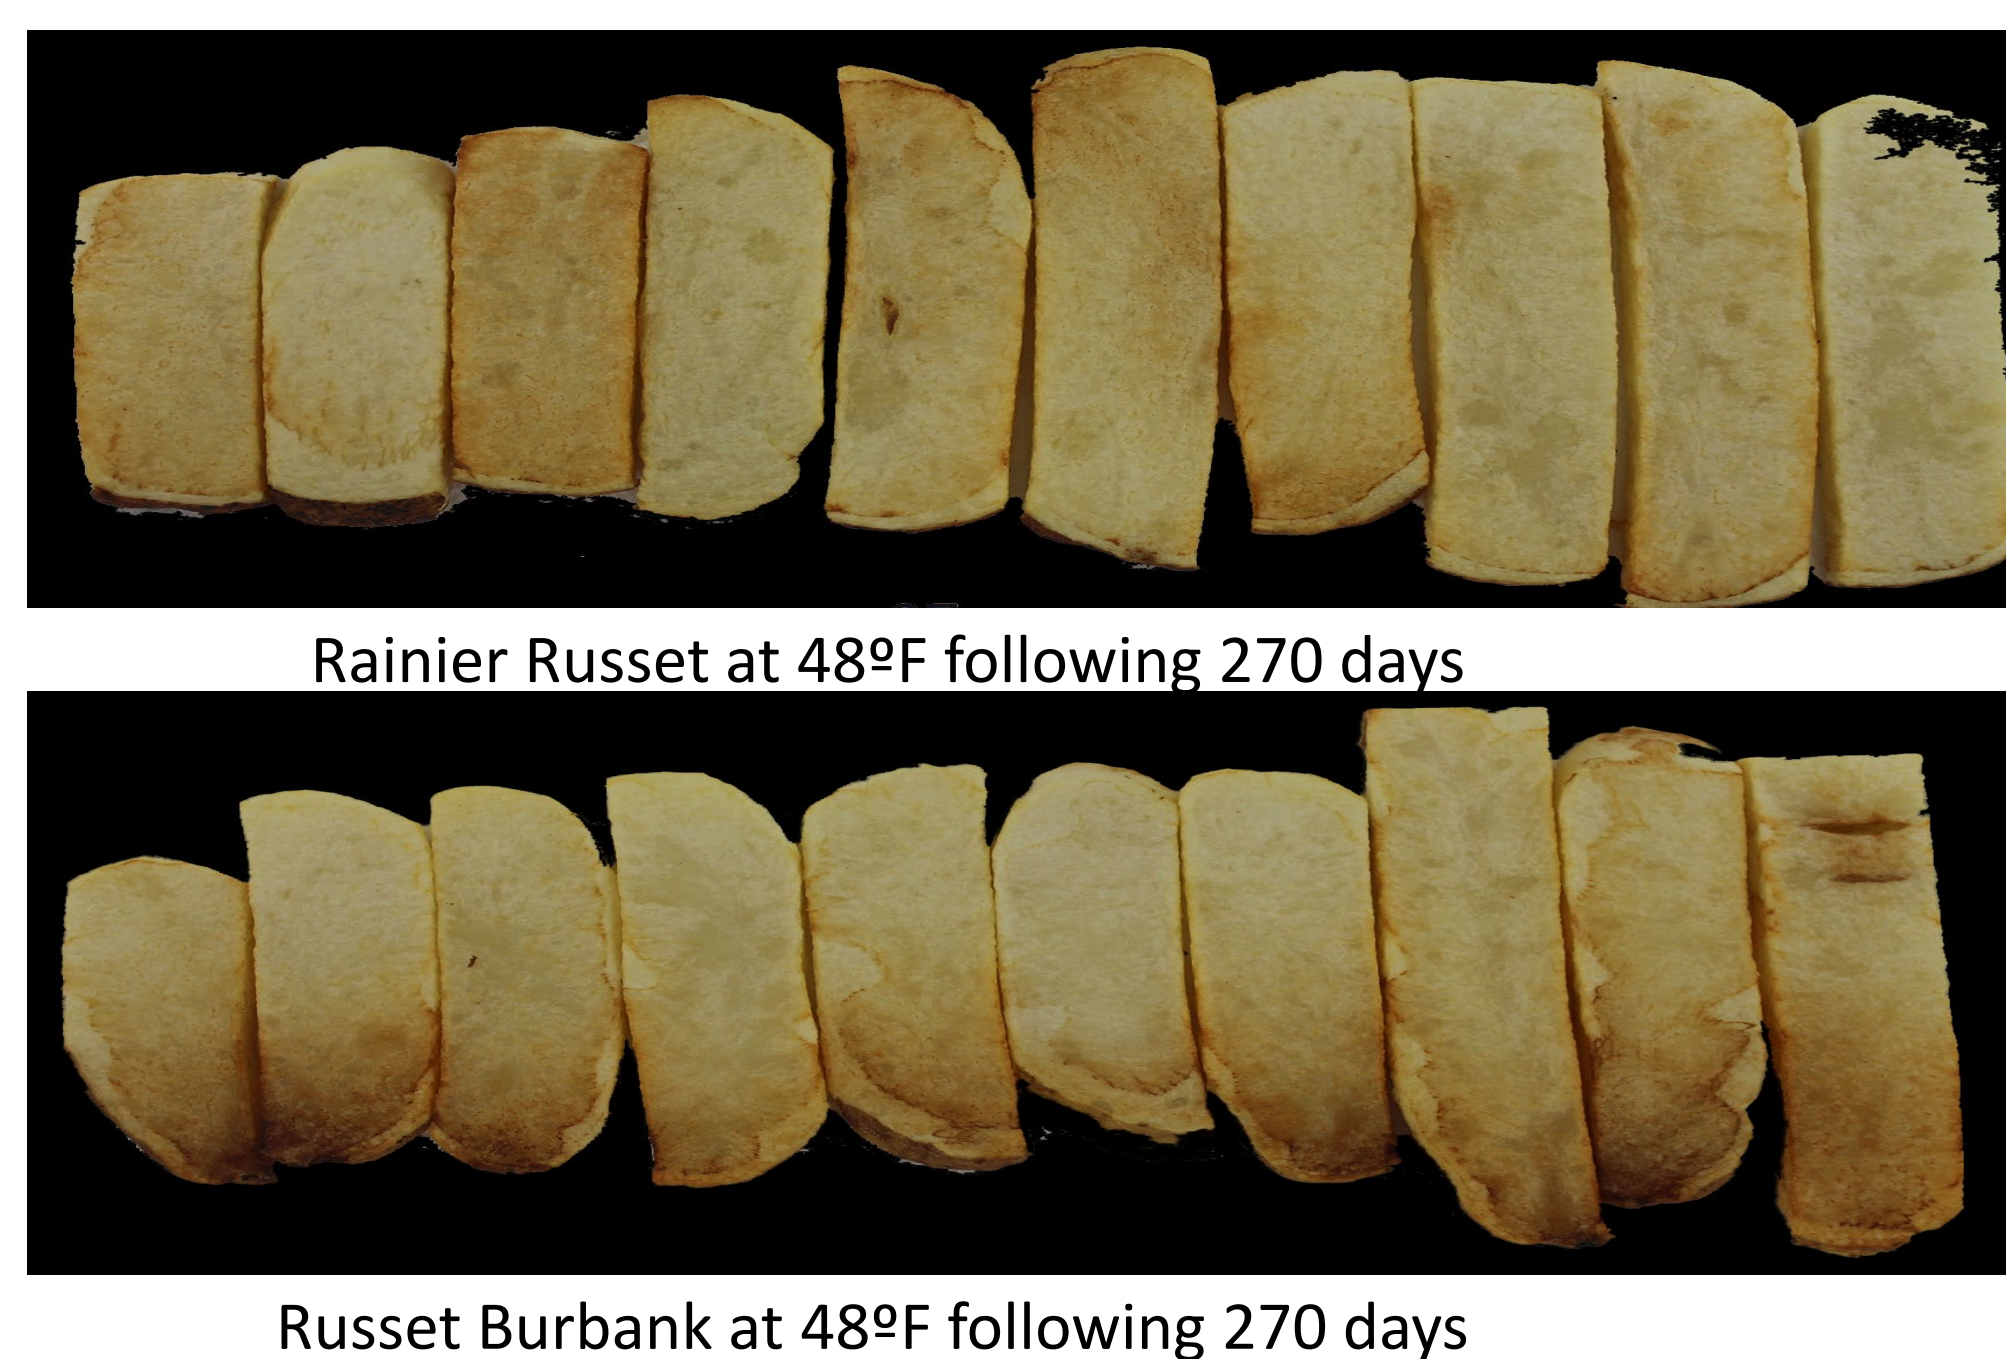 Rainier Russet at 48ºF following 270 days
Russet Burbank at 48ºF following 270 days